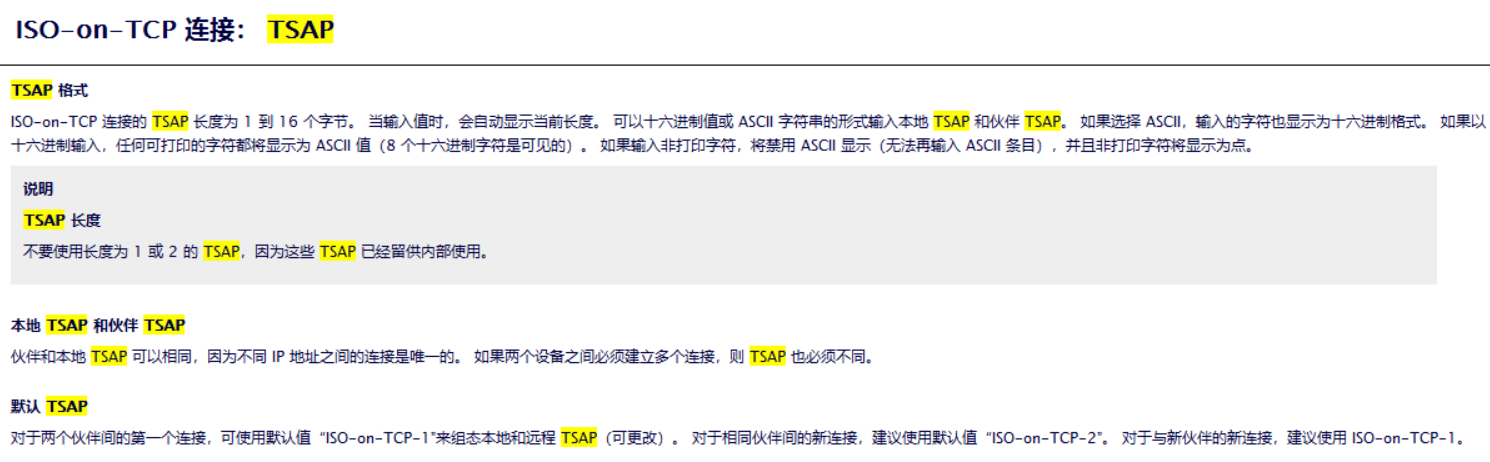 ISO-on-TCP 连接： TSAP
TSAP 格式
ISO-on-TCP 连接的 TSAP 长度为 1 到 16 个字节。 当输入值时，会自动显示当前长度。 可以十六进制值或 ASCII 字符串的形式输入本地 TSAP 和伙伴 TSAP。 如果选择 ASCII，输入的字符也显示为十六进制格式。 如果以
十六进制输入，任何可打印的字符都将显示为 ASCII 值（8 个十六进制字符是可见的）。 如果输入非打印字符，将禁用 ASCII 显示（无法再输入 ASCII 条目），并且非打印字符将显示为点。
说明
TSAP 长度
不要使用长度为 1 或 2 的 TSAP，因为这些 TSAP 已经留供内部使用。
本地 TSAP 和伙伴 TSAP
伙伴和本地 TSAP 可以相同，因为不同 IP 地址之间的连接是唯一的。 如果两个设备之间必须建立多个连接，则 TSAP 也必须不同。
默认 TSAP
对于两个伙伴间的第一个连接，可使用默认值“ISO-on-TCP-1"来组态本地和远程 TSAP（可更改）。 对于相同伙伴间的新连接，建议使用默认值“ISO-on-TCP-2"。 对于与新伙伴的新连接，建议使用 ISO-on-TCP-1。